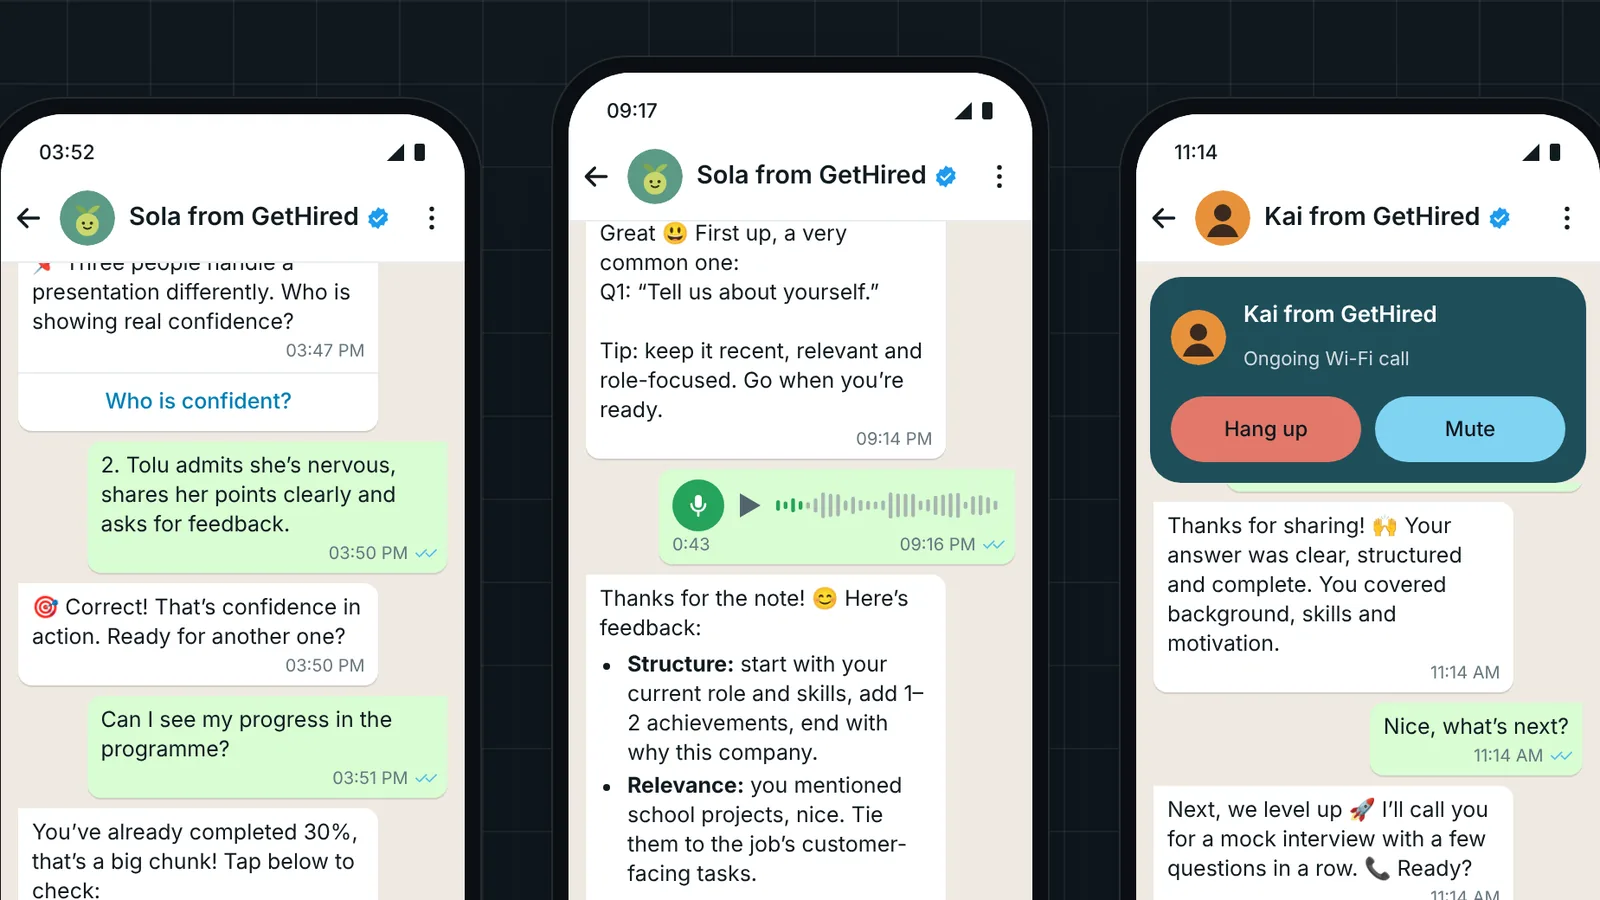 03:52
Sola from GetHired
📌 Three people handle a
presentation differently. Who is
showing real confidence?
03:47 PM
Who is confident?
2. Tolu admits she’s nervous,
shares her points clearly and
asks for feedback.
03:50 PM
🎯 Correct! That’s confidence in
action. Ready for another one?
03:50 PM
Can I see my progress in the
programme?
03:51 PM
You’ve already completed 30%,
that’s a big chunk! Tap below to
check:
09:17
Sola from GetHired
Great 😃 First up, a very
common one:
Q1: “Tell us about yourself.”
Tip: keep it recent, relevant and
role-focused. Go when you’re
ready.
09:14 PM
0:43
09:16 PM
Thanks for the note! 😊 Here’s
feedback:
• Structure: start with your
current role and skills, add 1–
2 achievements, end with
why this company.
• Relevance: you mentioned
school projects, nice. Tie
them to the job’s customer-
facing tasks.
11:14
Kai from GetHired
Kai from GetHired
Ongoing Wi-Fi call
Hang up
Mute
Thanks for sharing! 🙌 Your
answer was clear, structured
and complete. You covered
background, skills and
motivation.
11:14 AM
Nice, what’s next?
11:14 AM
Next, we level up 🚀 I’ll call you
for a mock interview with a few
questions in a row. 📞 Ready?
11:14 AM